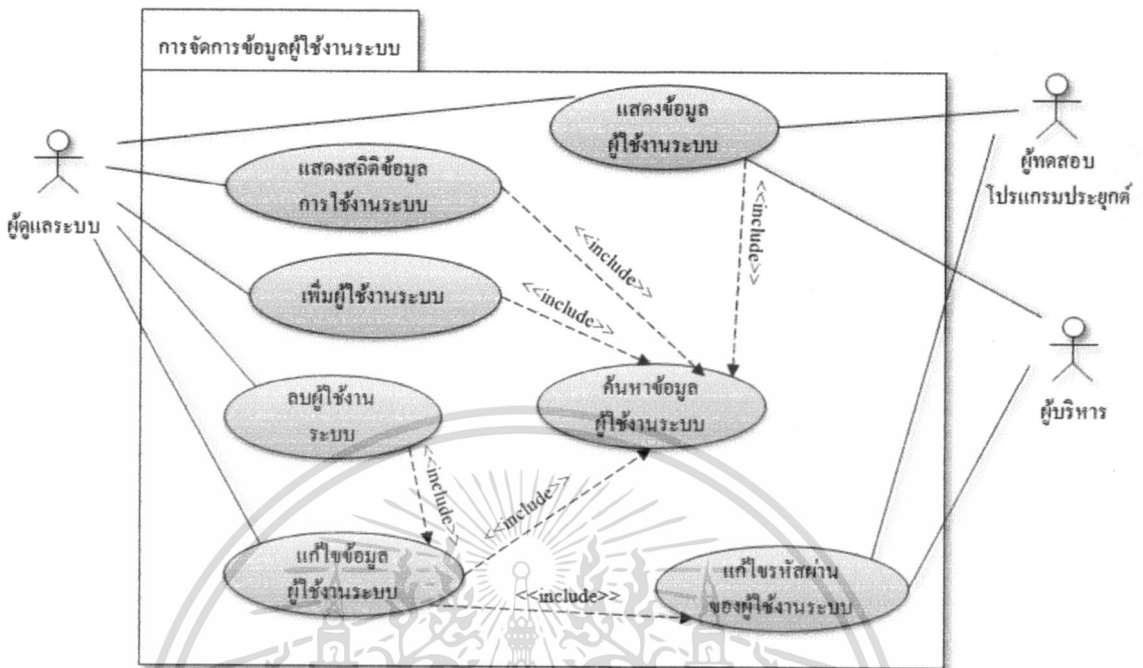 การจัดการข้อมูลผู้ใช้งานระบบ
แสดงข้อมูล
ผู้ใช้งานระบบ
ผู้ทดสอบ
โปรแกรมประยุกต์
แสดงสถิติข้อมูล
การใช้งานระบบ
<<include>>
ผู้ดูแลระบบ
<<include>>
เพิ่มผู้ใช้งานระบบ
<<include>>
ลบผู้ใช้งาน
ระบบ
ค้นหาข้อมูล
ผู้ใช้งานระบบ
ผู้บริหาร
<<include>>
<<include>>
แก้ไขข้อมูล
ผู้ใช้งานระบบ
<<include>>
แก้ไขรหัสผ่าน
ของผู้ใช้งานระบบ